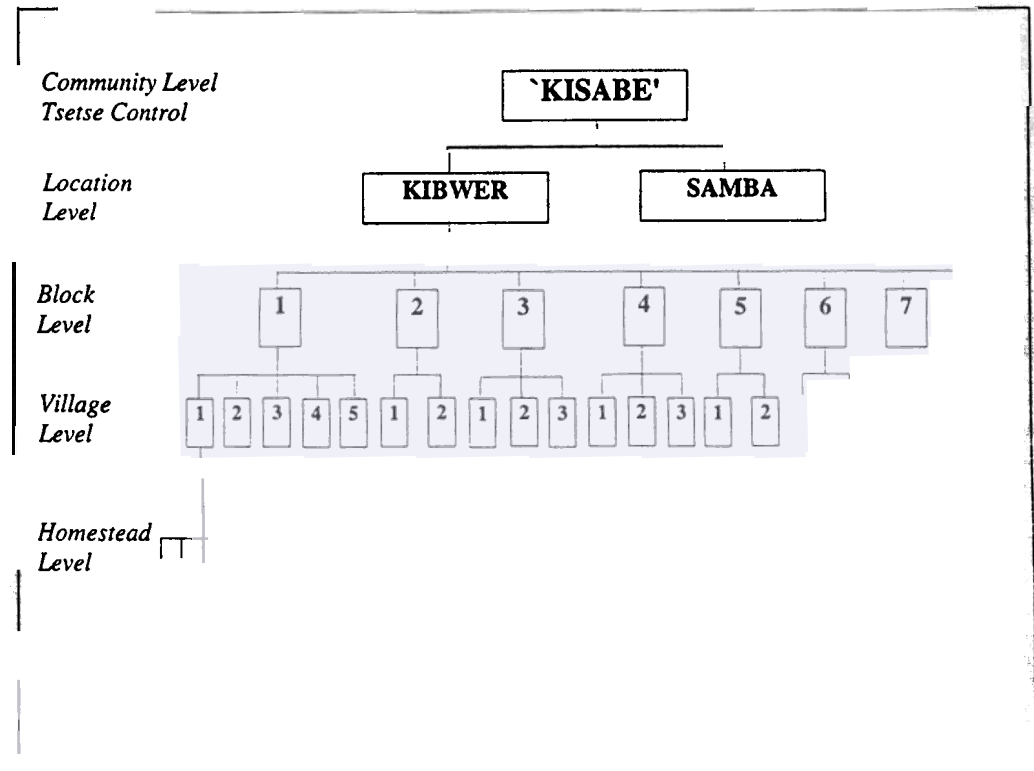 Community Level
Tsetse Control
`KISABE'
Location
Level
KIBWER
SAMBA
Block
Level
1 2 3 4 5 6 7
Village
Level
1 2 3 4 5 1 2 1 2 3 1 2 3 1 2
Homestead
Level